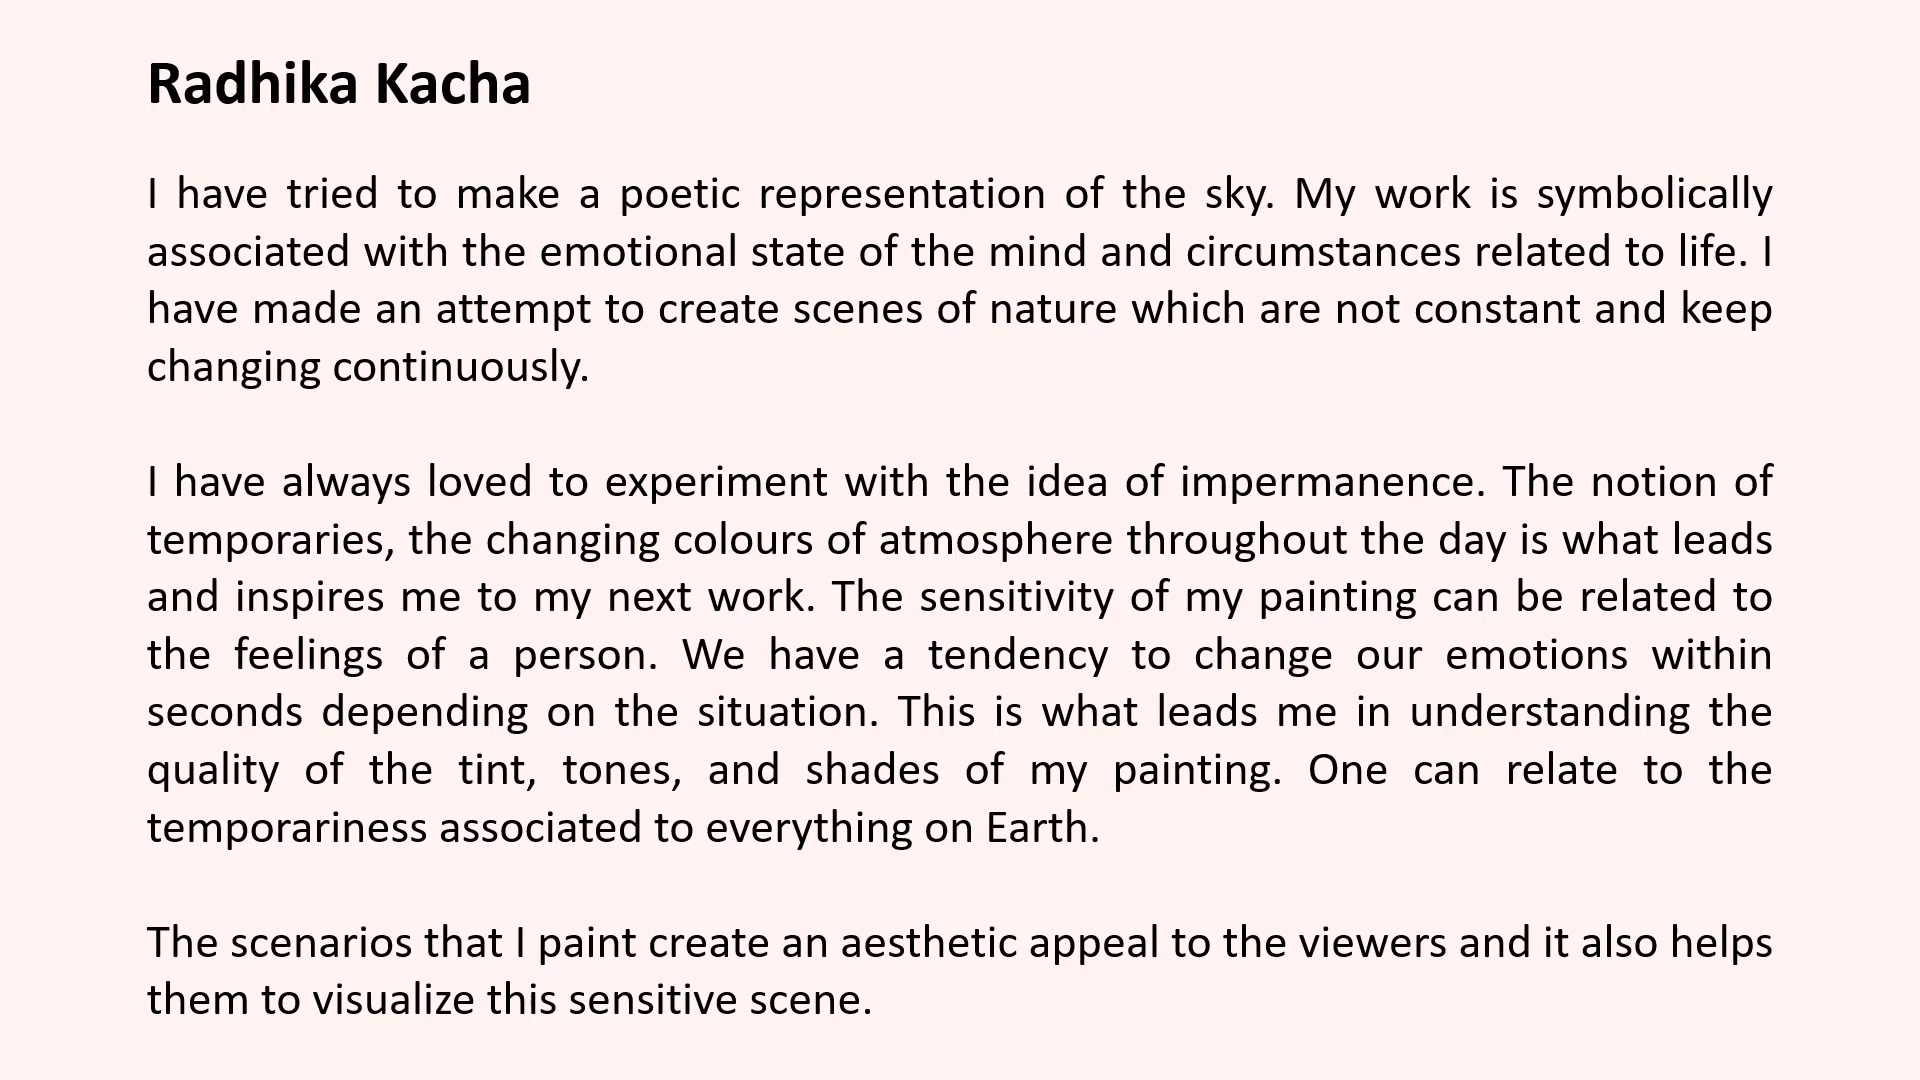 Radhika Kacha
I have tried to make a poetic representation of the sky. My work is symbolically
associated with the emotional state of the mind and circumstances related to life. I
have made an attempt to create scenes of nature which are not constant and keep
changing continuously.
I have always loved to experiment with the idea of impermanence. The notion of
temporaries, the changing colours of atmosphere throughout the day is what leads
and inspires me to my next work. The sensitivity of my painting can be related to
the feelings of a person. We have a tendency to change our emotions within
seconds depending on the situation. This is what leads me in understanding the
quality of the tint, tones, and shades of my painting. One can relate to the
temporariness associated to everything on Earth.
The scenarios that I paint create an aesthetic appeal to the viewers and it also helps
them to visualize this sensitive scene.